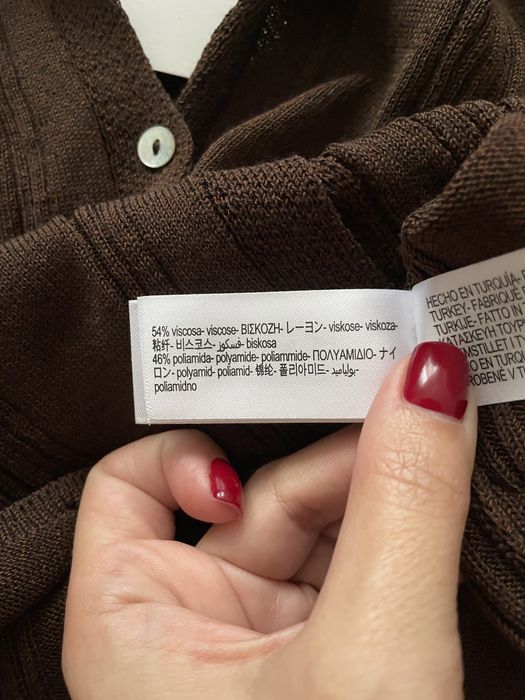 54% viscosa- viscose- ΒΙΣΚΟΖΗ- レーヨン- viskose- viskoza-
粘纤- 비스코스- فسكوز- biskosa
46% poliamida- polyamide- poliammide- ΠΟΛΥΑΜΙΔΙΟ- ナイ
ロン- polyamid- poliamid- 锦纶- 폴리아미드- بولياميد-
poliamidno
HECHO EN TURQUÍA-
TURKEY- FABRIQUÉ
TURKIJE- FATTO IN
ΚΑΤΑΣΚΕΥΗ ΤΟΥΡ